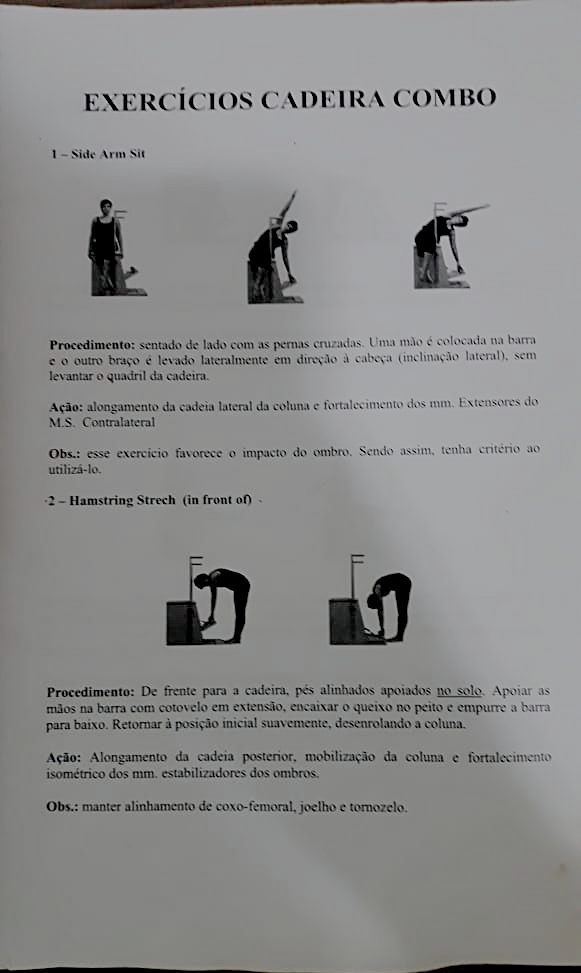 EXERCÍCIOS CADEIRA COMBO
1 – Side Arm Sit
Procedimento: sentado de lado com as pernas cruzadas. Uma mão é colocada na barra
e o outro braço é levado lateralmente em direção à cabeça (inclinação lateral), sem
levantar o quadril da cadeira.
Ação: alongamento da cadeia lateral da coluna e fortalecimento dos mm. Extensores do
M.S. Contralateral
Obs.: esse exercício favorece o impacto do ombro. Sendo assim, tenha critério ao
utilizá-lo.
2 – Hamstring Strech (in front of)
Procedimento: De frente para a cadeira, pés alinhados apoiados no solo. Apoiar as
mãos na barra com cotovelo em extensão, encaixar o queixo no peito e empurre a barra
para baixo. Retornar à posição inicial suavemente, desenrolando a coluna.
Ação: Alongamento da cadeia posterior, mobilização da coluna e fortalecimento
isométrico dos mm. estabilizadores dos ombros.
Obs.: manter alinhamento de coxo-femoral, joelho e tornozelo.